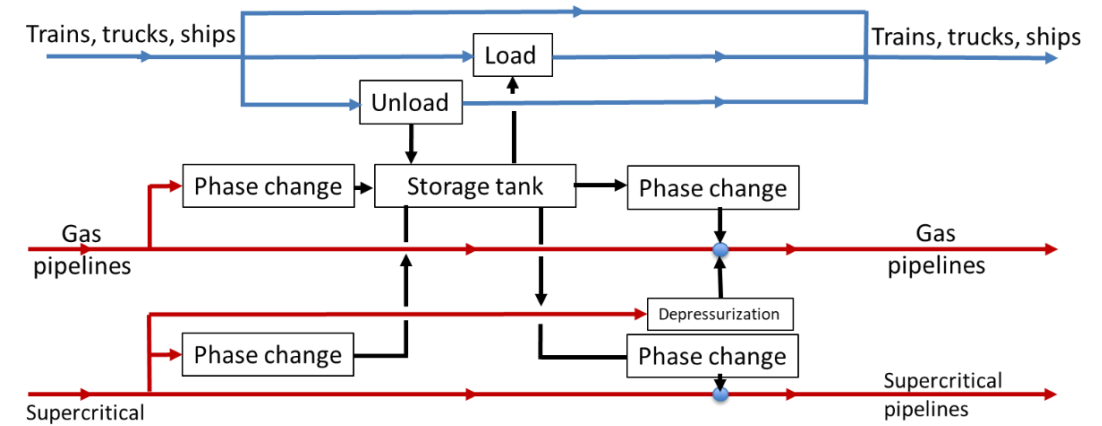 Trains, trucks, ships
Load
Trains, trucks, ships
Unload
Phase change
Storage tank
Phase change
Gas
pipelines
Gas
pipelines
Depressurization
Phase change
Phase change
Supercritical
Supercritical
pipelines